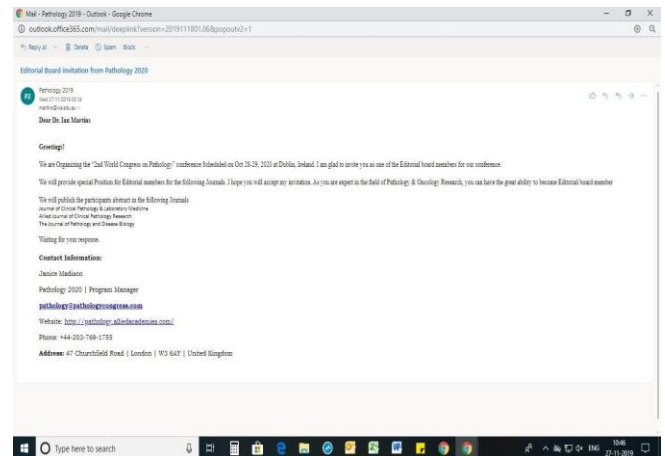 Mail - Pathology 2019 - Outlook - Google Chrome
outlook.office365.com/mail/deeplink?version=2019111801.06&popoutv2=1
Reply all Delete Spam Block
Editorial Board invitation from Pathology 2020
P2
Pathology 2019
Wed 27/11/2019
Dear Dr. Ian Martins
Greetings!
We are Organizing the "2nd World Congress on Pathology" conference Scheduled on Oct 28-29, 2020 at Dublin, Ireland. I am glad to invite you as one of the Editorial board members for our conference.
We will provide special Position for Editorial members for the following Journals. I hope you will accept my invitation. As you are expert in the field of Pathology & Oncology Research, you can have the great ability to become Editorial board member
We will publish the participants abstract in the following Journals
Journal of Clinical Pathology & Laboratory Medicine
Allied Journal of Clinical Pathology Research
The Journal of Pathology and Disease Biology
Waiting for your response.
Contact Information:
Janice Madison
Pathology 2020 | Program Manager
pathology@pathologycongress.com
Website: http://pathology.alliedacademies.com/
Phone: +44-203-769-1755
Address: 47 Churchfield Road | London | W3 6AY | United Kingdom
Type here to search
ENG
10:46
27-11-2019